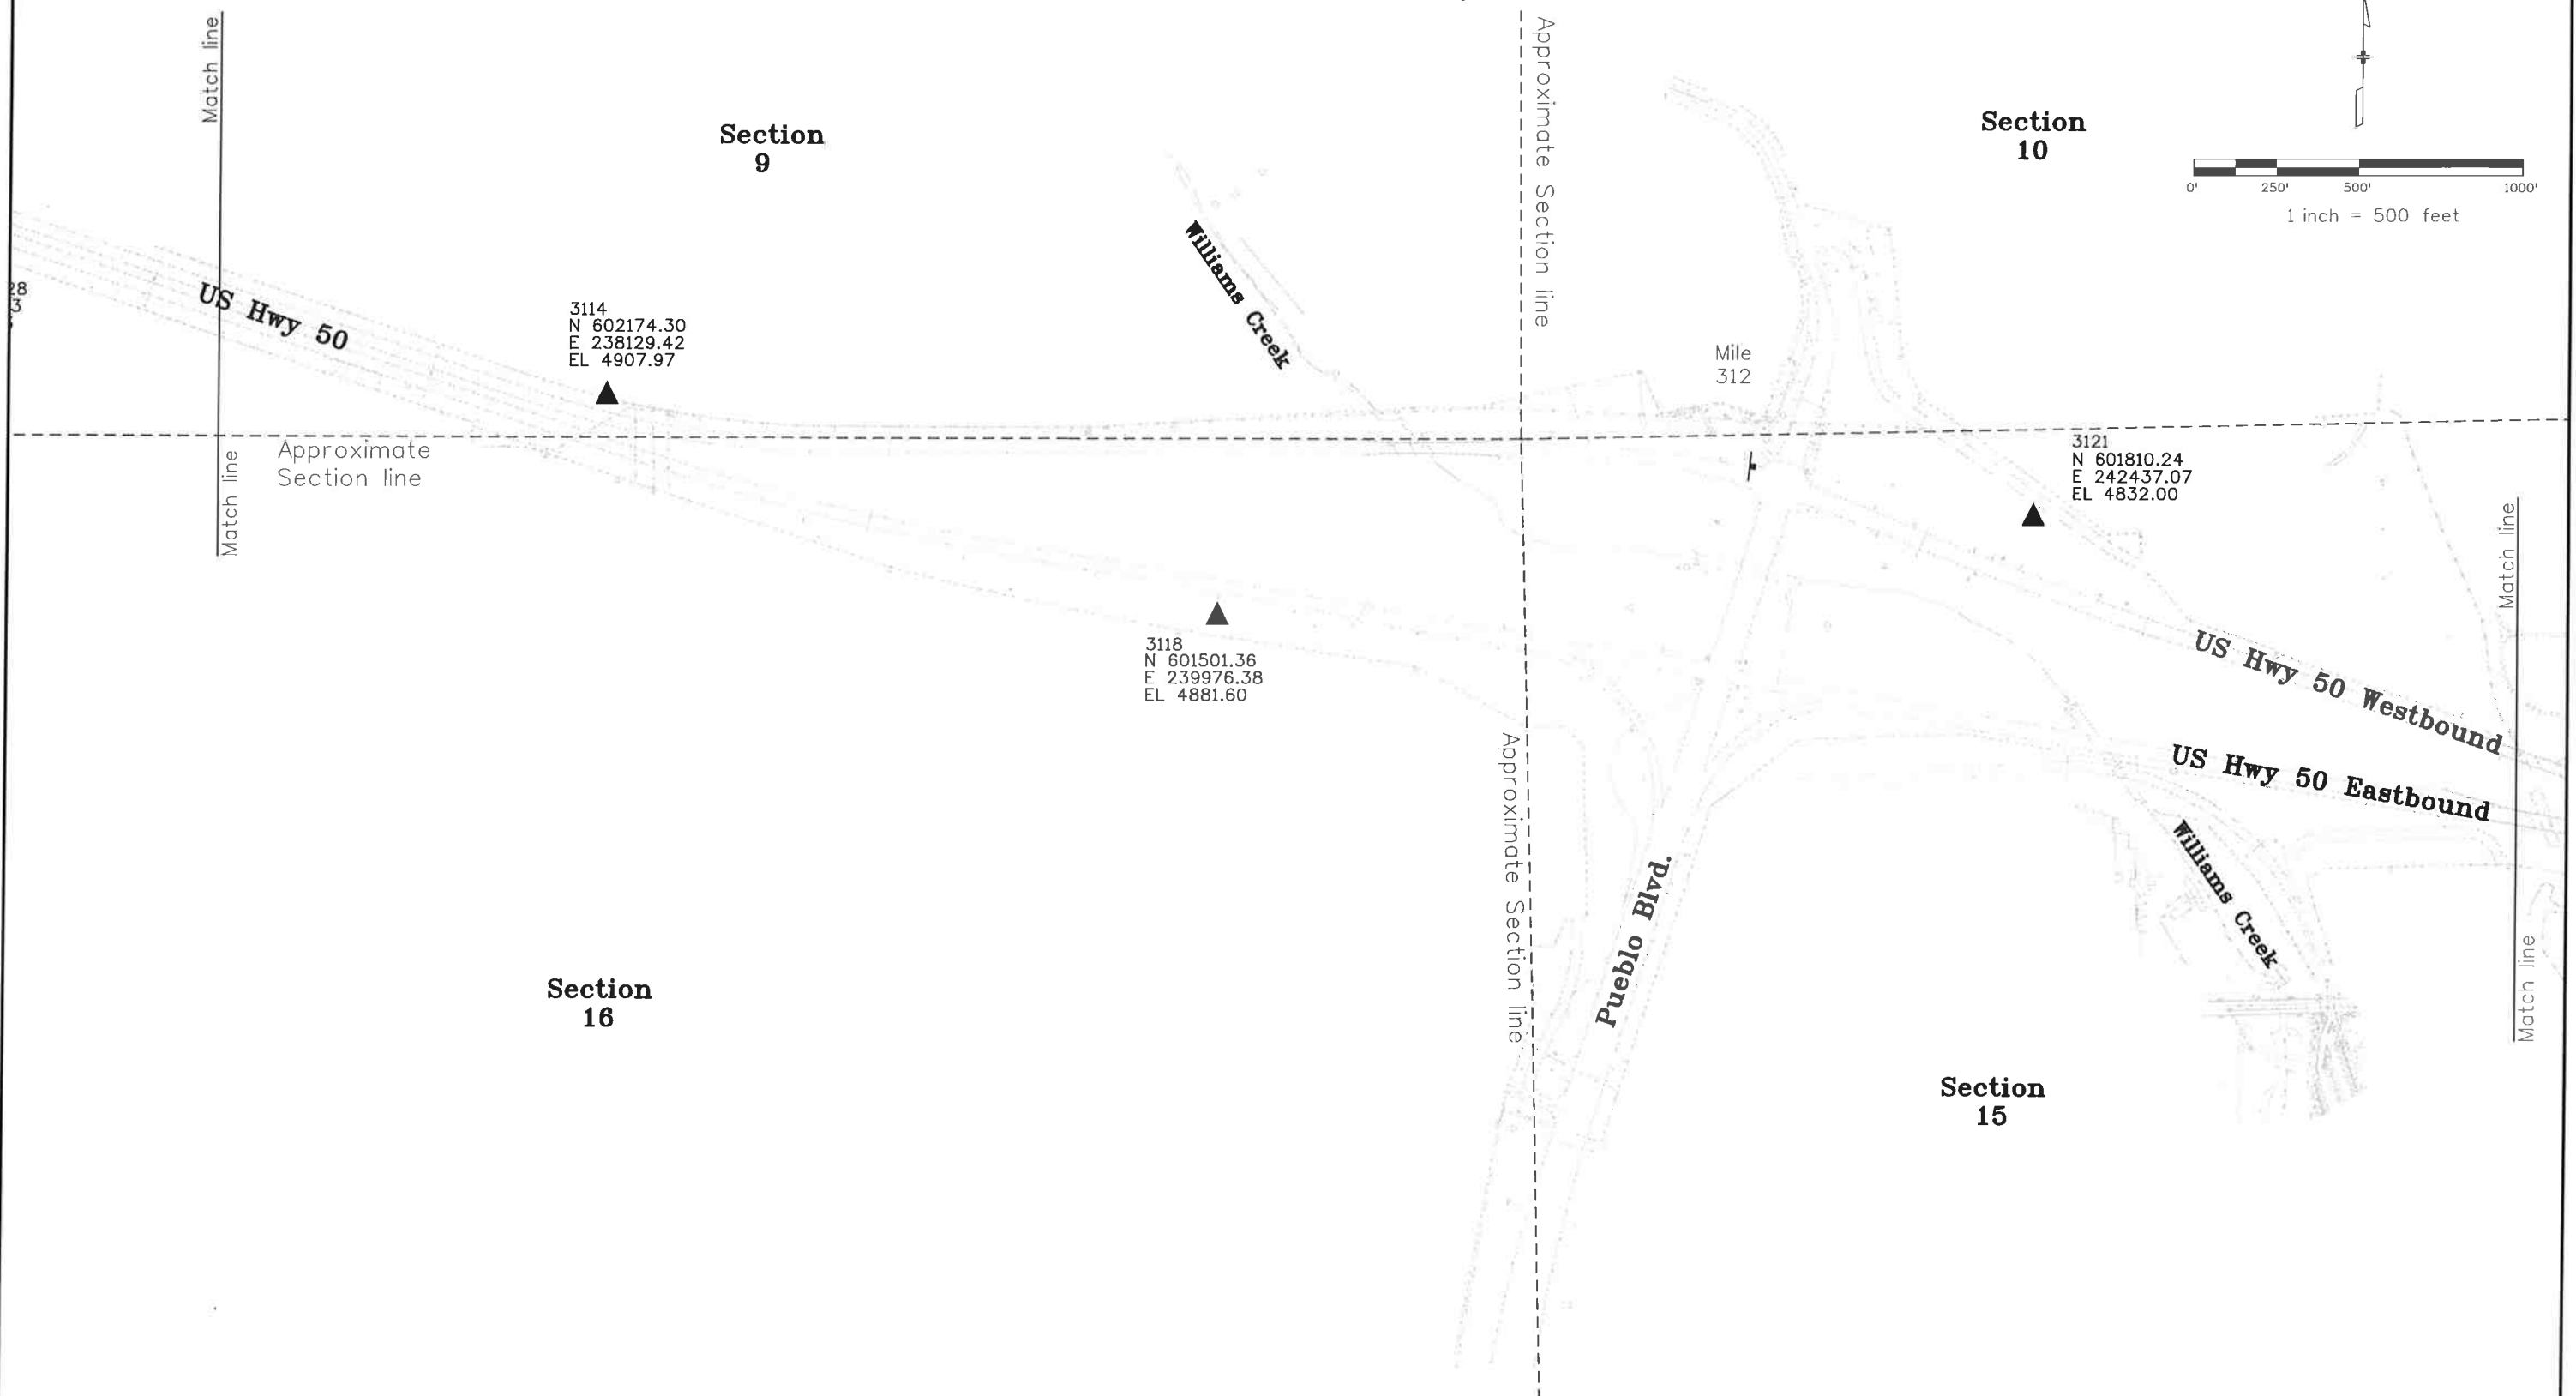 Match line
Section
9
Approximate Section line
Section
10
0' 250' 500' 1000'
1 inch = 500 feet
US Hwy 50
3114
N 602174.30
E 238129.42
EL 4907.97
Williams Creek
Mile
312
Approximate
Section line
Match line
3121
N 601810.24
E 242437.07
EL 4832.00
Match line
3118
N 601501.36
E 239976.38
EL 4881.60
US Hwy 50 Westbound
US Hwy 50 Eastbound
Approximate Section line
Pueblo Blvd.
Williams Creek
Match line
Section
16
Section
15